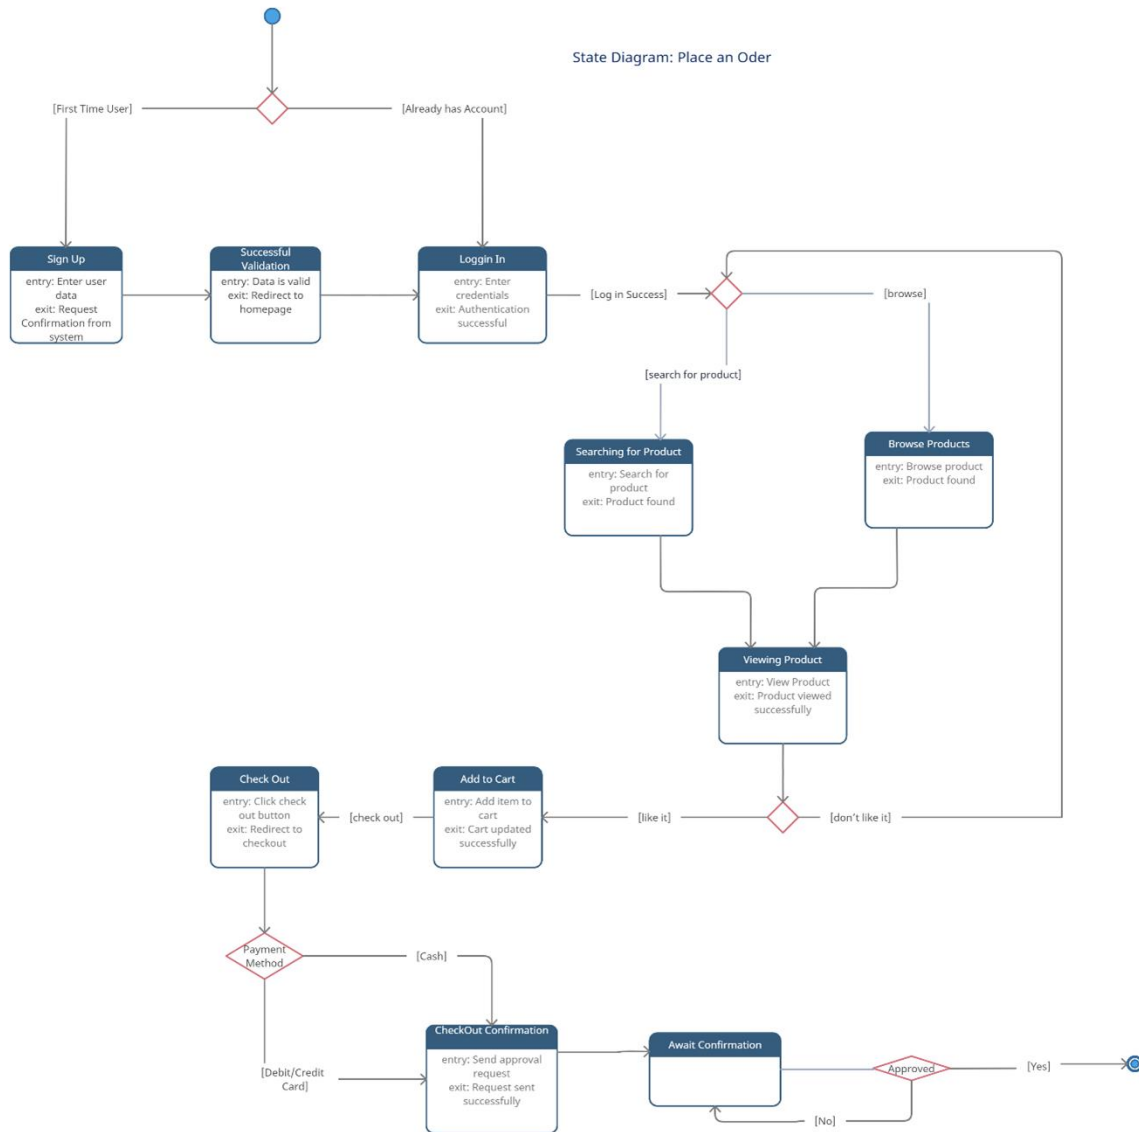 State Diagram: Place an Oder
[First Time User]
[Already has Account]
Sign Up
entry: Enter user
data
exit: Request
Confirmation from
system
Successful
Validation
entry: Data is valid
exit: Redirect to
homepage
Loggin In
entry: Enter
credentials
exit: Authentication
successful
[Log in Success]
[browse]
[search for product]
Searching for Product
entry: Search for
product
exit: Product found
Browse Products
entry: Browse product
exit: Product found
Viewing Product
entry: View Product
exit: Product viewed
successfully
Check Out
entry: Click check
out button
exit: Redirect to
checkout
[check out]
Add to Cart
entry: Add item to
cart
exit: Cart updated
successfully
[like it]
[don't like it]
Payment
Method
[Cash]
[Debit/Credit
Card]
CheckOut Confirmation
entry: Send approval
request
exit: Request sent
successfully
Await Confirmation
Approved
[Yes]
[No]